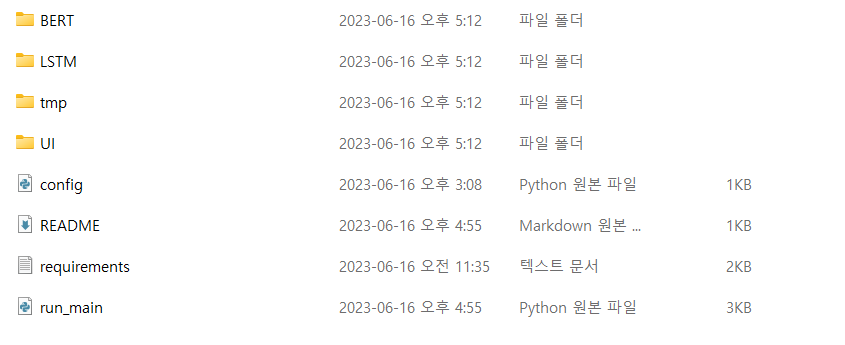 BERT 2023-06-16 오후 5:12 파일 폴더
LSTM 2023-06-16 오후 5:12 파일 폴더
tmp 2023-06-16 오후 5:12 파일 폴더
UI 2023-06-16 오후 5:12 파일 폴더
config 2023-06-16 오후 3:08 Python 원본 파일 1KB
README 2023-06-16 오후 4:55 Markdown 원본 ... 1KB
requirements 2023-06-16 오전 11:35 텍스트 문서 2KB
run_main 2023-06-16 오후 4:55 Python 원본 파일 3KB